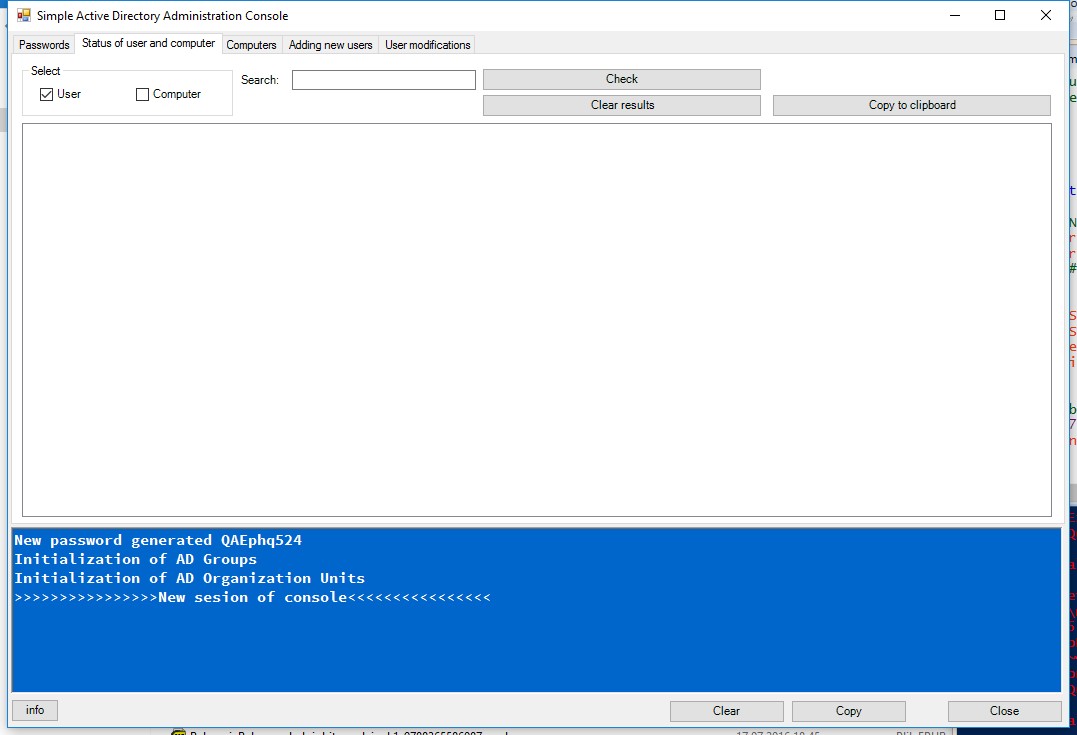 Simple Active Directory Administration Console
Passwords
Status of user and computer
Computers
Adding new users
User modifications
Select
User
Computer
Search:
Check
Clear results
Copy to clipboard
New password generated QAEphq524
Initialization of AD Groups
Initialization of AD Organization Units
>>>>>>>>>>>>>>>>New sesion of console<<<<<<<<<<<<<<<<
info
Clear
Copy
Close